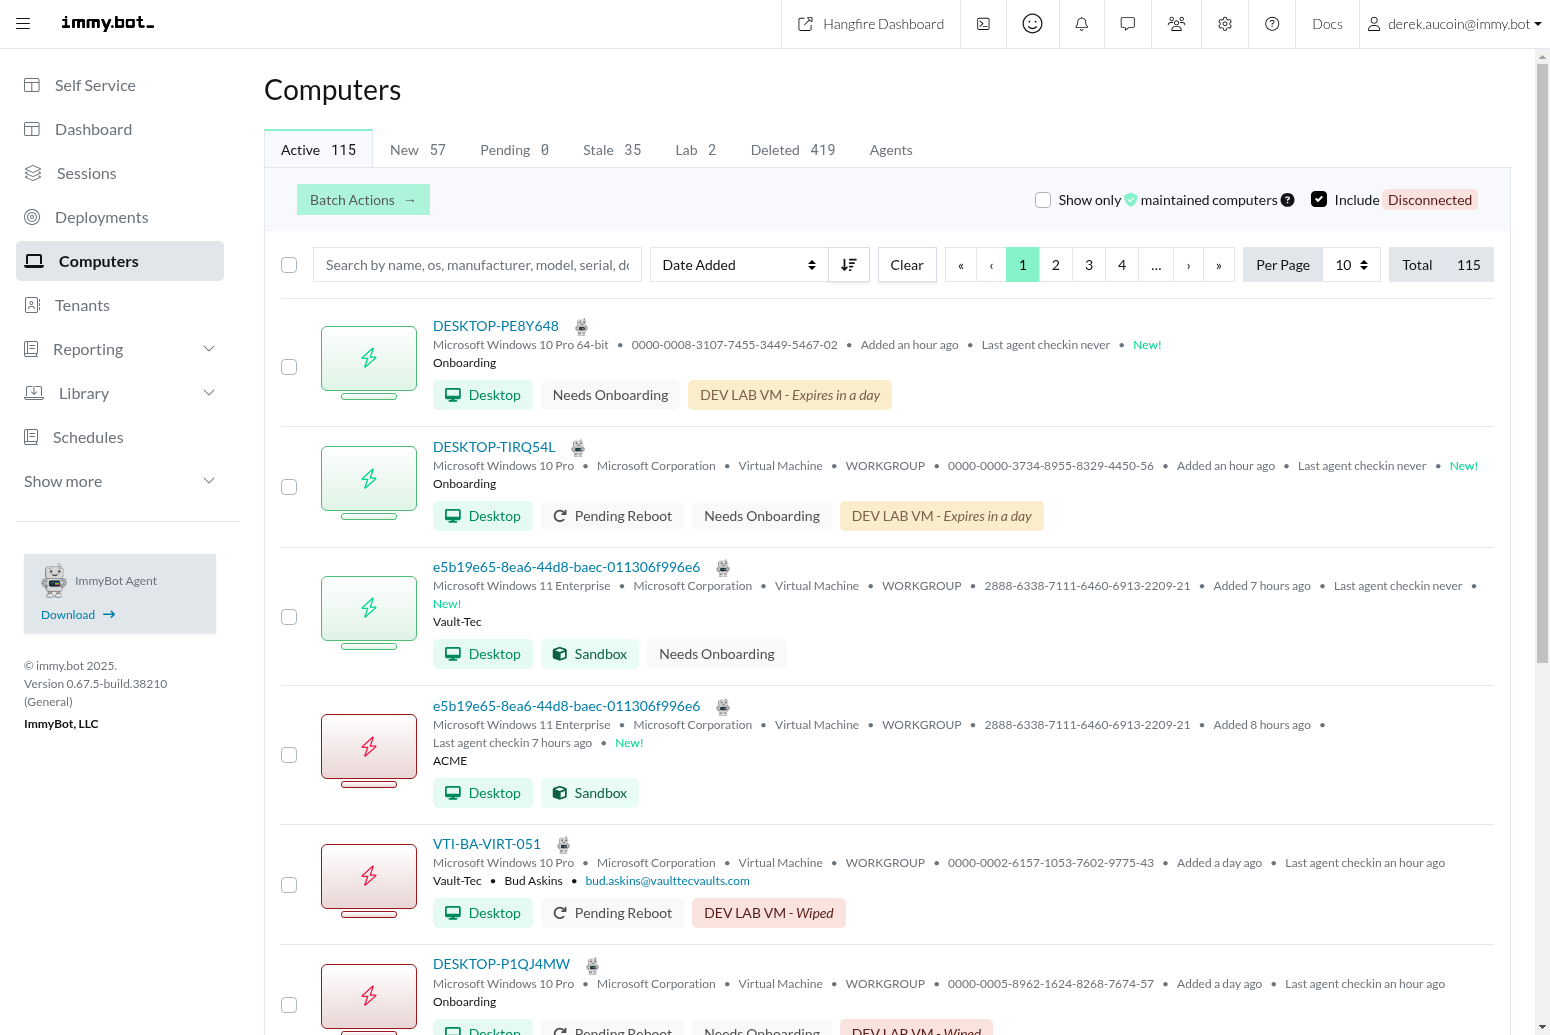 immy.bot_
Hangfire Dashboard
Docs
derek.aucoin@immy.bot
Self Service
Dashboard
Sessions
Deployments
Computers
Tenants
Reporting
Library
Schedules
Show more
ImmyBot Agent
Download →
© immy.bot 2025.
Version 0.67.5-build.38210
(General)
ImmyBot, LLC
Computers
Active 115 New 57 Pending 0 Stale 35 Lab 2 Deleted 419 Agents
Batch Actions → Show only maintained computers ? Include Disconnected
Search by name, os, manufacturer, model, serial, do Date Added Clear « ‹ 1 2 3 4 ... › » Per Page 10 Total 115
DESKTOP-PE8Y648
Microsoft Windows 10 Pro 64-bit • 0000-0008-3107-7455-3449-5467-02 • Added an hour ago • Last agent checkin never • New!
Onboarding
Desktop Needs Onboarding DEV LAB VM - Expires in a day
DESKTOP-TIRQ54L
Microsoft Windows 10 Pro • Microsoft Corporation • Virtual Machine • WORKGROUP • 0000-0000-3734-8955-8329-4450-56 • Added an hour ago • Last agent checkin never • New!
Onboarding
Desktop Pending Reboot Needs Onboarding DEV LAB VM - Expires in a day
e5b19e65-8ea6-44d8-baec-011306f996e6
Microsoft Windows 11 Enterprise • Microsoft Corporation • Virtual Machine • WORKGROUP • 2888-6338-7111-6460-6913-2209-21 • Added 7 hours ago • Last agent checkin never •
New!
Vault-Tec
Desktop Sandbox Needs Onboarding
e5b19e65-8ea6-44d8-baec-011306f996e6
Microsoft Windows 11 Enterprise • Microsoft Corporation • Virtual Machine • WORKGROUP • 2888-6338-7111-6460-6913-2209-21 • Added 8 hours ago •
Last agent checkin 7 hours ago • New!
ACME
Desktop Sandbox
VTI-BA-VIRT-051
Microsoft Windows 10 Pro • Microsoft Corporation • Virtual Machine • WORKGROUP • 0000-0002-6157-1053-7602-9775-43 • Added a day ago • Last agent checkin an hour ago
Vault-Tec • Bud Askins • bud.askins@vaulttecvaults.com
Desktop Pending Reboot DEV LAB VM - Wiped
DESKTOP-P1QJ4MW
Microsoft Windows 10 Pro • Microsoft Corporation • Virtual Machine • WORKGROUP • 0000-0005-8962-1624-8268-7674-57 • Added a day ago • Last agent checkin an hour ago
Onboarding
Desktop Pending Reboot Needs Onboarding DEV LAB VM - Wiped